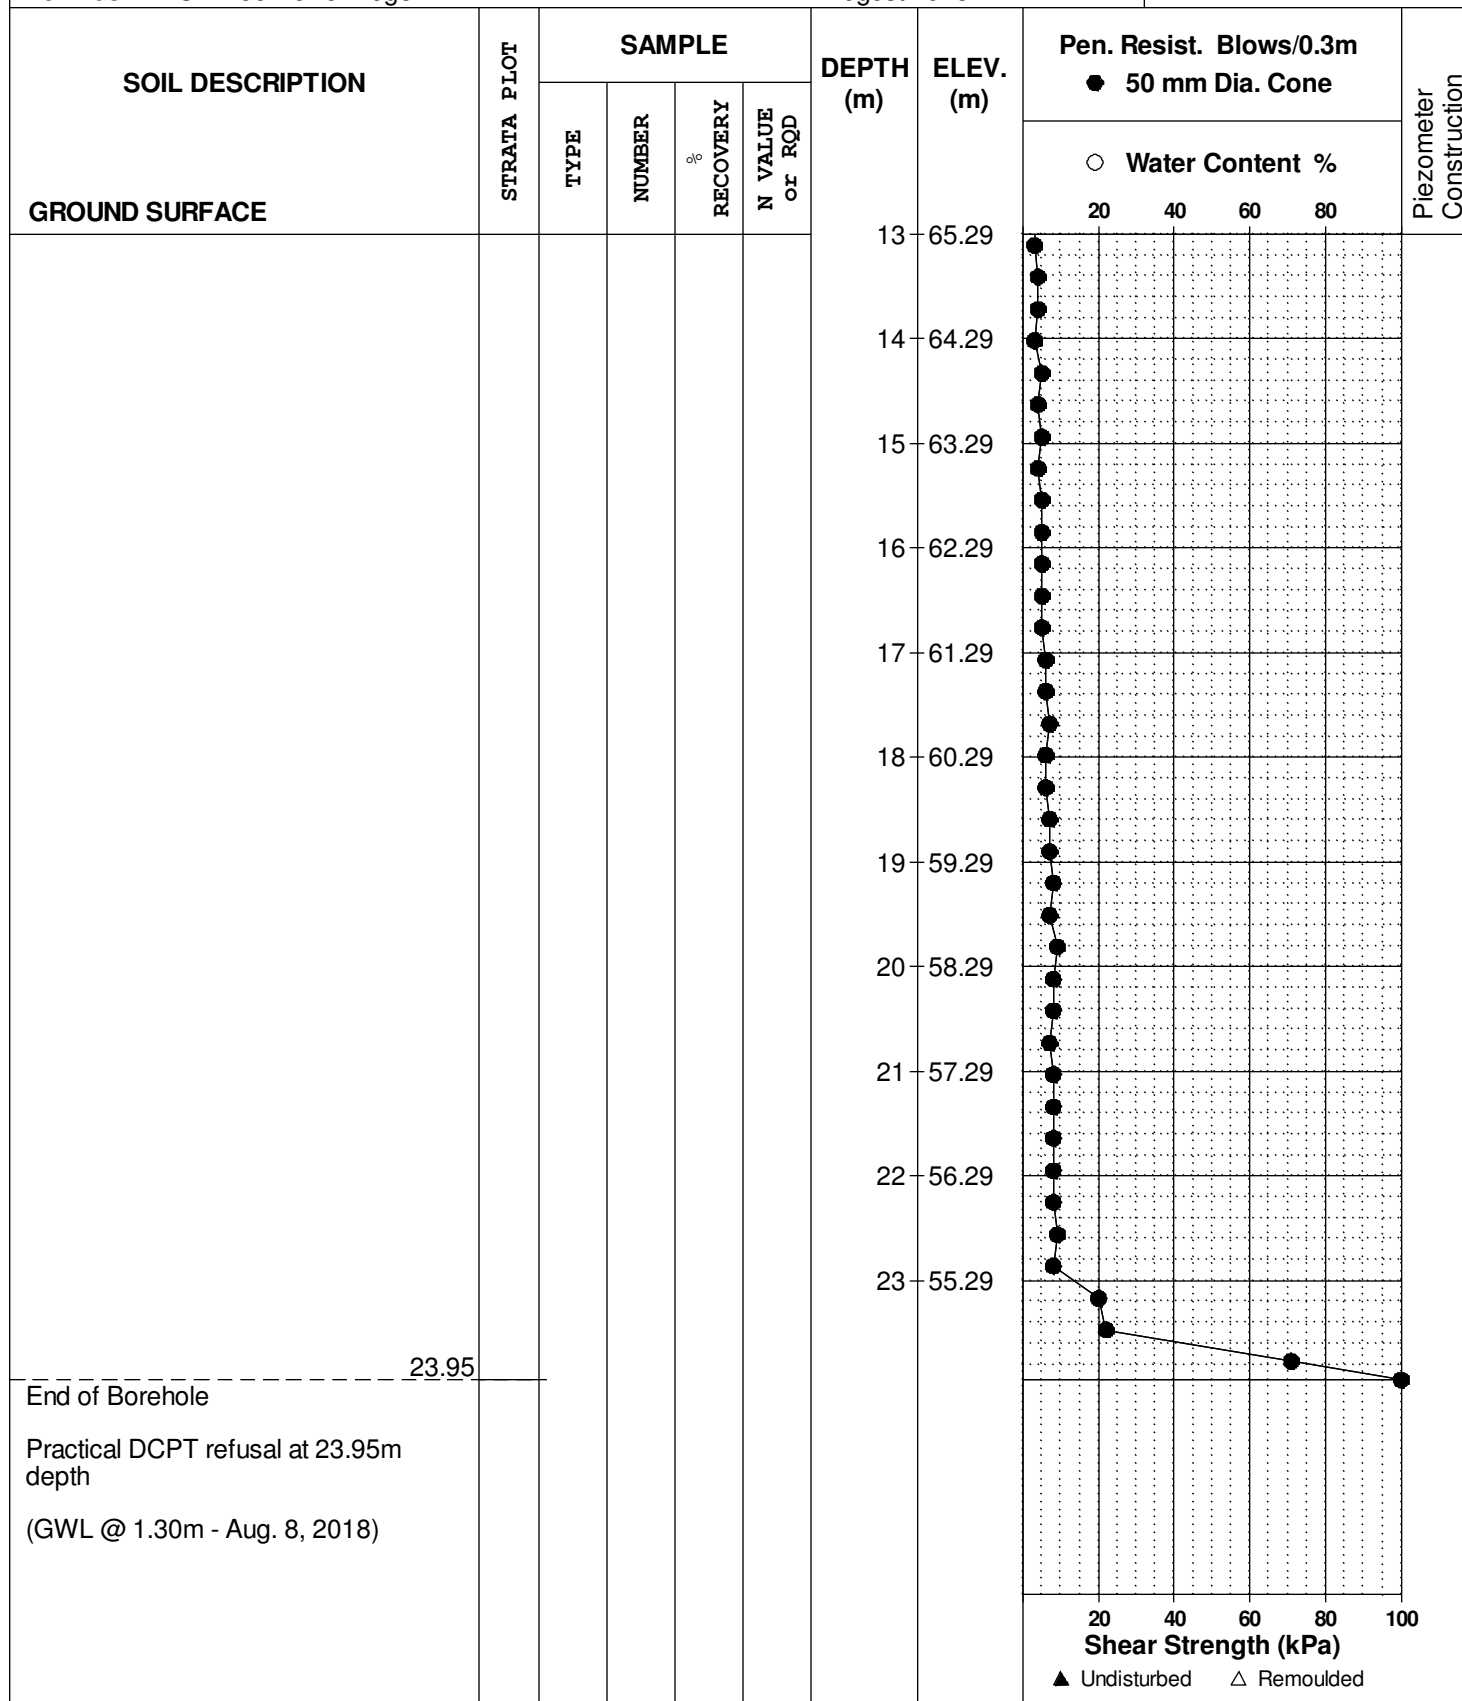 SOIL DESCRIPTION
GROUND SURFACE
STRATA PLOT
SAMPLE
TYPE
NUMBER
%
RECOVERY
N VALUE
or RQD
DEPTH
(m)
ELEV.
(m)
Pen. Resist. Blows/0.3m
● 50 mm Dia. Cone
○ Water Content %
20 40 60 80
Piezometer
Construction
13 65.29
14 64.29
15 63.29
16 62.29
17 61.29
18 60.29
19 59.29
20 58.29
21 57.29
22 56.29
23 55.29
23.95
End of Borehole
Practical DCPT refusal at 23.95m
depth
(GWL @ 1.30m - Aug. 8, 2018)
20 40 60 80 100
Shear Strength (kPa)
▲ Undisturbed △ Remoulded